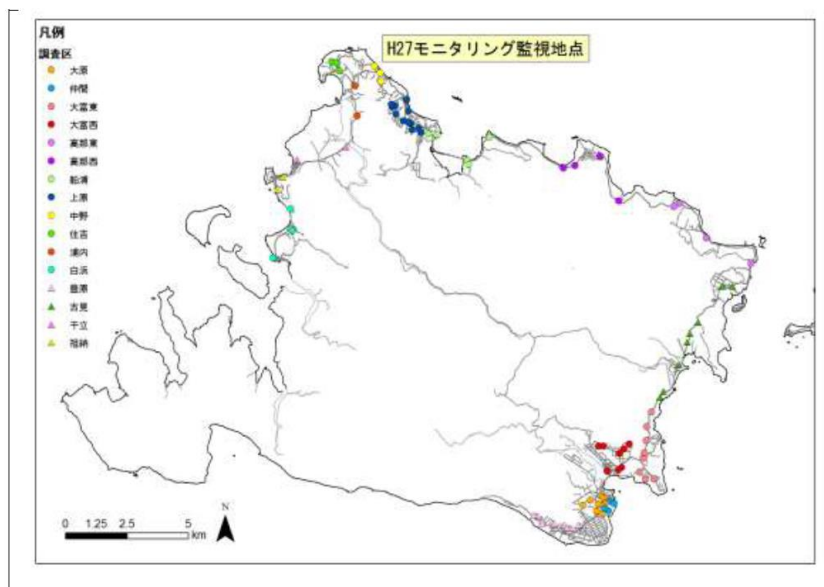 凡例
調査区
大原
仲間
大富東
大富西
高那東
高那西
船浦
上原
中野
住吉
浦内
白浜
豊原
古見
干立
祖納
H27モニタリング監視地点
0 1.25 2.5 5
km
N